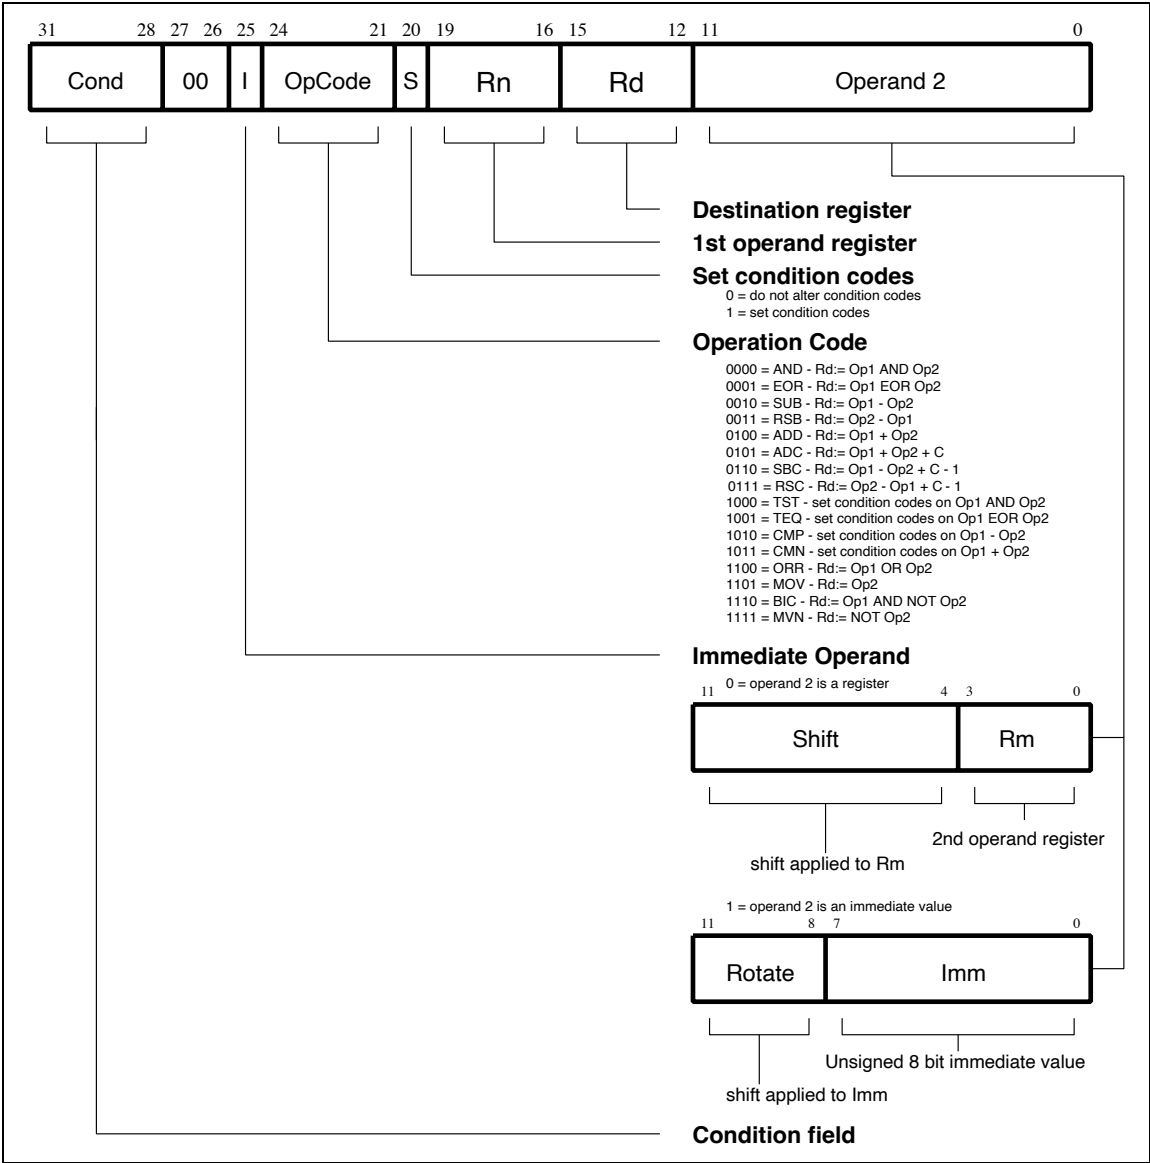 31 28 27 26 25 24 21 20 19 16 15 12 11 0
Cond 00 I OpCode S Rn Rd Operand 2
Destination register
1st operand register
Set condition codes
0 = do not alter condition codes
1 = set condition codes
Operation Code
0000 = AND - Rd:= Op1 AND Op2
0001 = EOR - Rd:= Op1 EOR Op2
0010 = SUB - Rd:= Op1 - Op2
0011 = RSB - Rd:= Op2 - Op1
0100 = ADD - Rd:= Op1 + Op2
0101 = ADC - Rd:= Op1 + Op2 + C
0110 = SBC - Rd:= Op1 - Op2 + C - 1
0111 = RSC - Rd:= Op2 - Op1 + C - 1
1000 = TST - set condition codes on Op1 AND Op2
1001 = TEQ - set condition codes on Op1 EOR Op2
1010 = CMP - set condition codes on Op1 - Op2
1011 = CMN - set condition codes on Op1 + Op2
1100 = ORR - Rd:= Op1 OR Op2
1101 = MOV - Rd:= Op2
1110 = BIC - Rd:= Op1 AND NOT Op2
1111 = MVN - Rd:= NOT Op2
Immediate Operand
0 = operand 2 is a register
11 4 3 0
Shift Rm
2nd operand register
shift applied to Rm
1 = operand 2 is an immediate value
11 8 7 0
Rotate Imm
Unsigned 8 bit immediate value
shift applied to Imm
Condition field